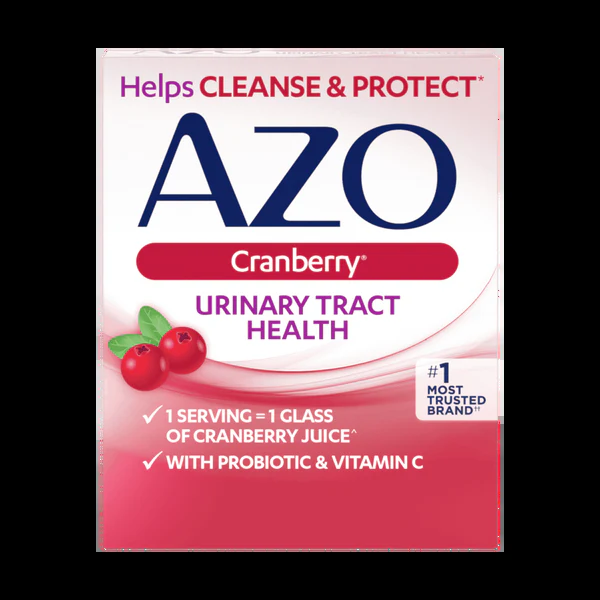 Helps CLEANSE & PROTECT*
AZO
Cranberry®
URINARY TRACT
HEALTH
#1
MOST
TRUSTED
BRAND††
✓ 1 SERVING = 1 GLASS
OF CRANBERRY JUICE^
✓ WITH PROBIOTIC & VITAMIN C